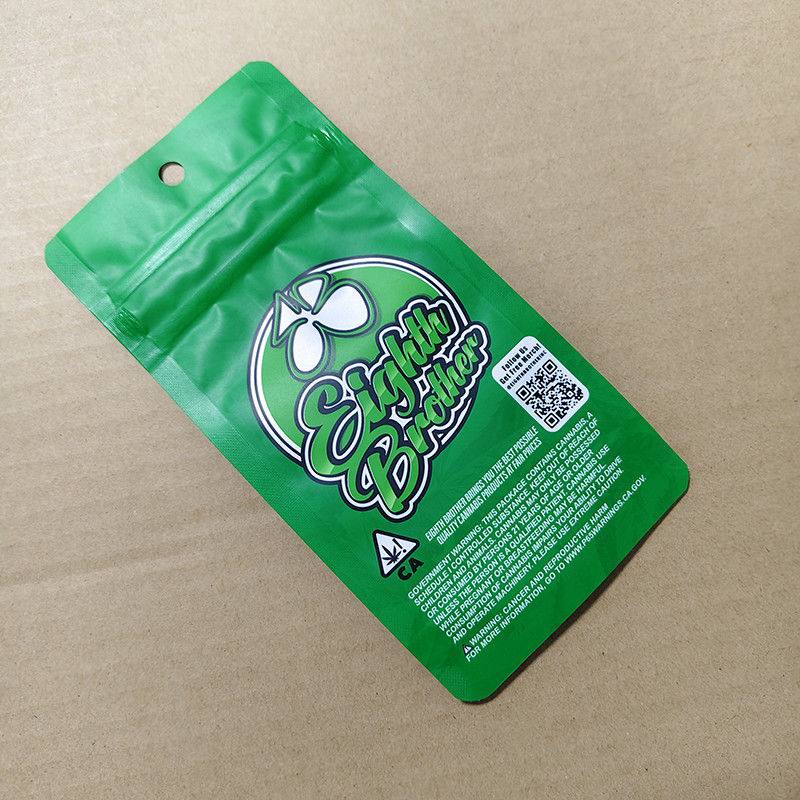 Eighth
Brother
Follow Us
Get Free Merch!
@EIGHTHBROTHERINC
EIGHTH BROTHER BRINGS YOU THE BEST POSSIBLE
QUALITY CANNABIS PRODUCTS AT FAIR PRICES
CA
GOVERNMENT WARNING: THIS PACKAGE CONTAINS CANNABIS, A
SCHEDULE I CONTROLLED SUBSTANCE. KEEP OUT OF REACH OF
CHILDREN AND ANIMALS. CANNABIS MAY ONLY BE POSSESSED
OR CONSUMED BY PERSONS 21 YEARS OF AGE OR OLDER
UNLESS THE PERSON IS A QUALIFIED PATIENT. CANNABIS USE
WHILE PREGNANT OR BREASTFEEDING MAY BE HARMFUL.
CONSUMPTION OF CANNABIS IMPAIRS YOUR ABILITY TO DRIVE
AND OPERATE MACHINERY. PLEASE USE EXTREME CAUTION.
WARNING: CANCER AND REPRODUCTIVE HARM
FOR MORE INFORMATION, GO TO WWW.P65WARNINGS.CA.GOV.